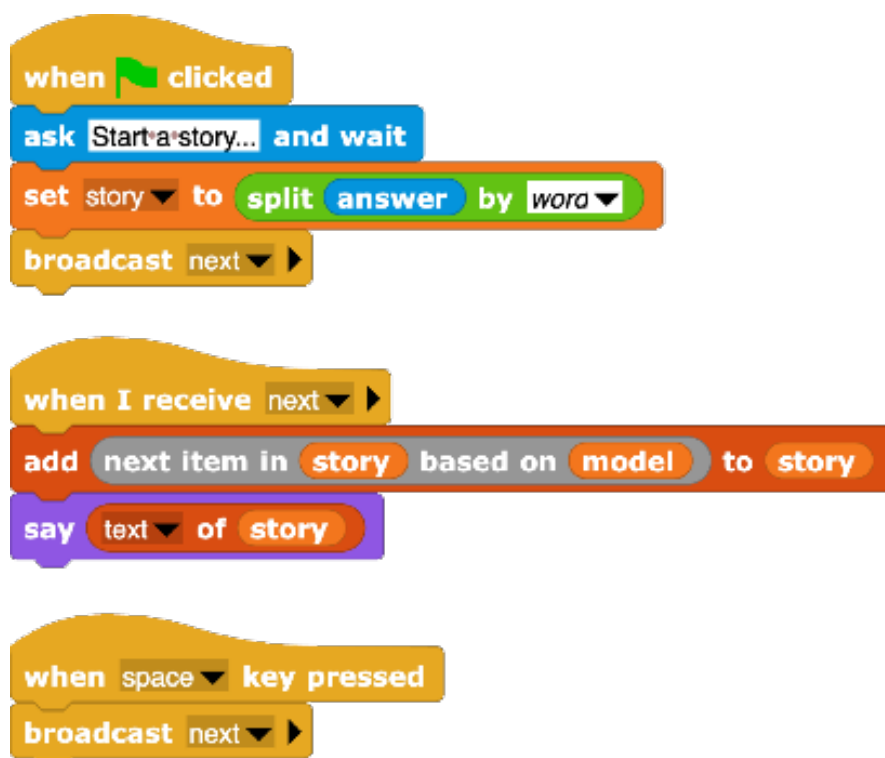 when clicked
ask Start a story... and wait
set story to split answer by word
broadcast next
when I receive next
add next item in story based on model to story
say text of story
when space key pressed
broadcast next